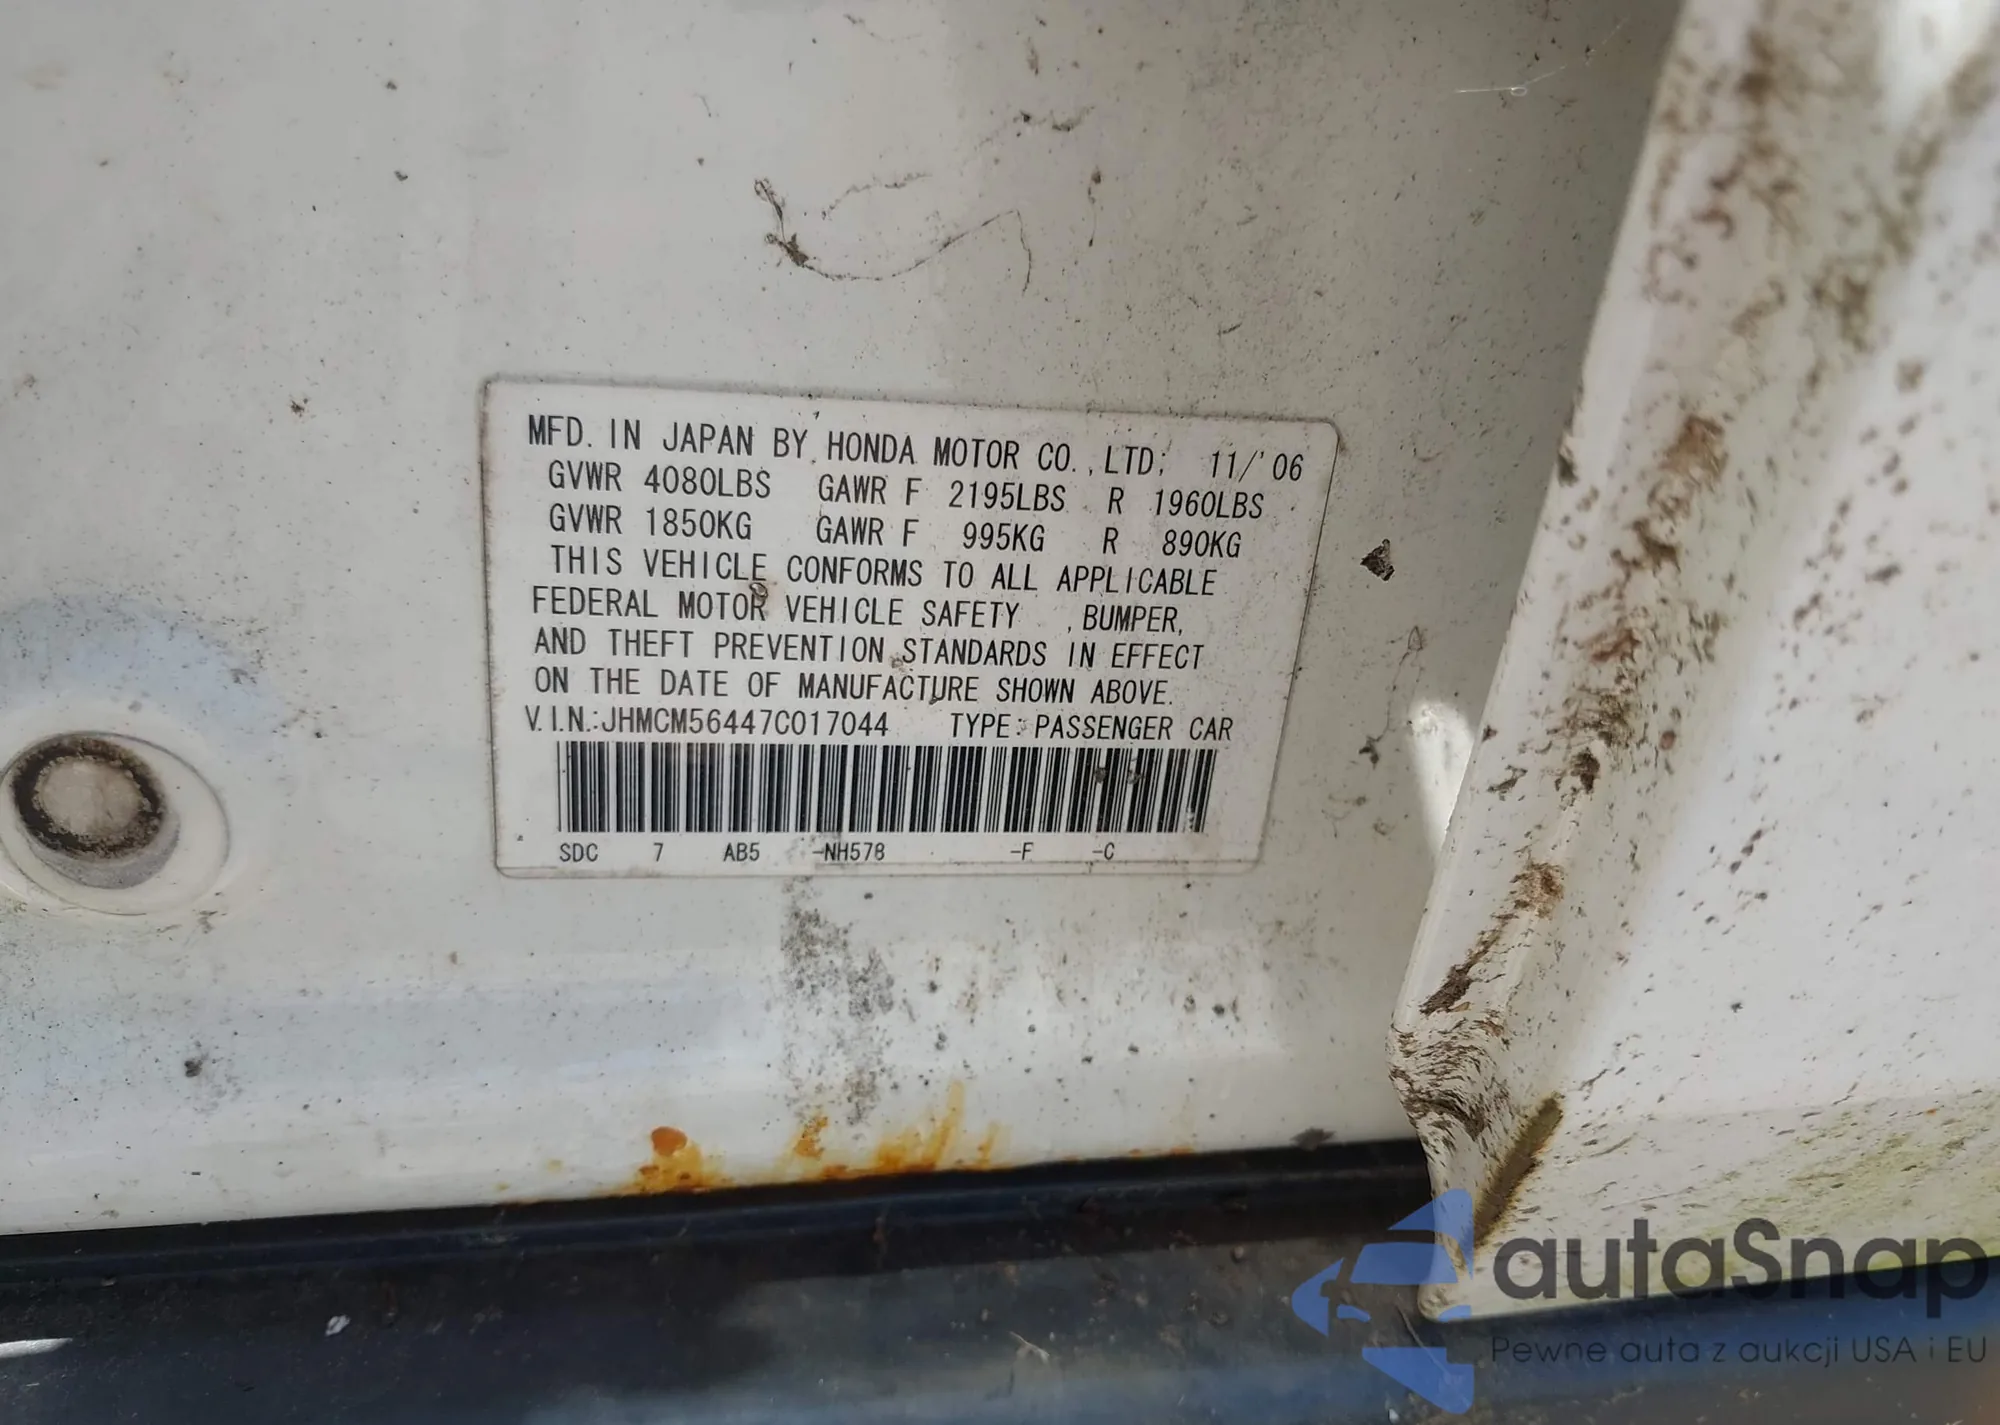 MFD. IN JAPAN BY HONDA MOTOR CO., LTD; 11/'06
GVWR 4080LBS GAWR F 2195LBS R 1960LBS
GVWR 1850KG GAWR F 995KG R 890KG
THIS VEHICLE CONFORMS TO ALL APPLICABLE
FEDERAL MOTOR VEHICLE SAFETY , BUMPER,
AND THEFT PREVENTION STANDARDS IN EFFECT
ON THE DATE OF MANUFACTURE SHOWN ABOVE.
V.I.N.:JHMCM56447C017044 TYPE: PASSENGER CAR
SDC 7 AB5 -NH578 -F -C
autaSnap
Pewne auta z aukcji USA i EU